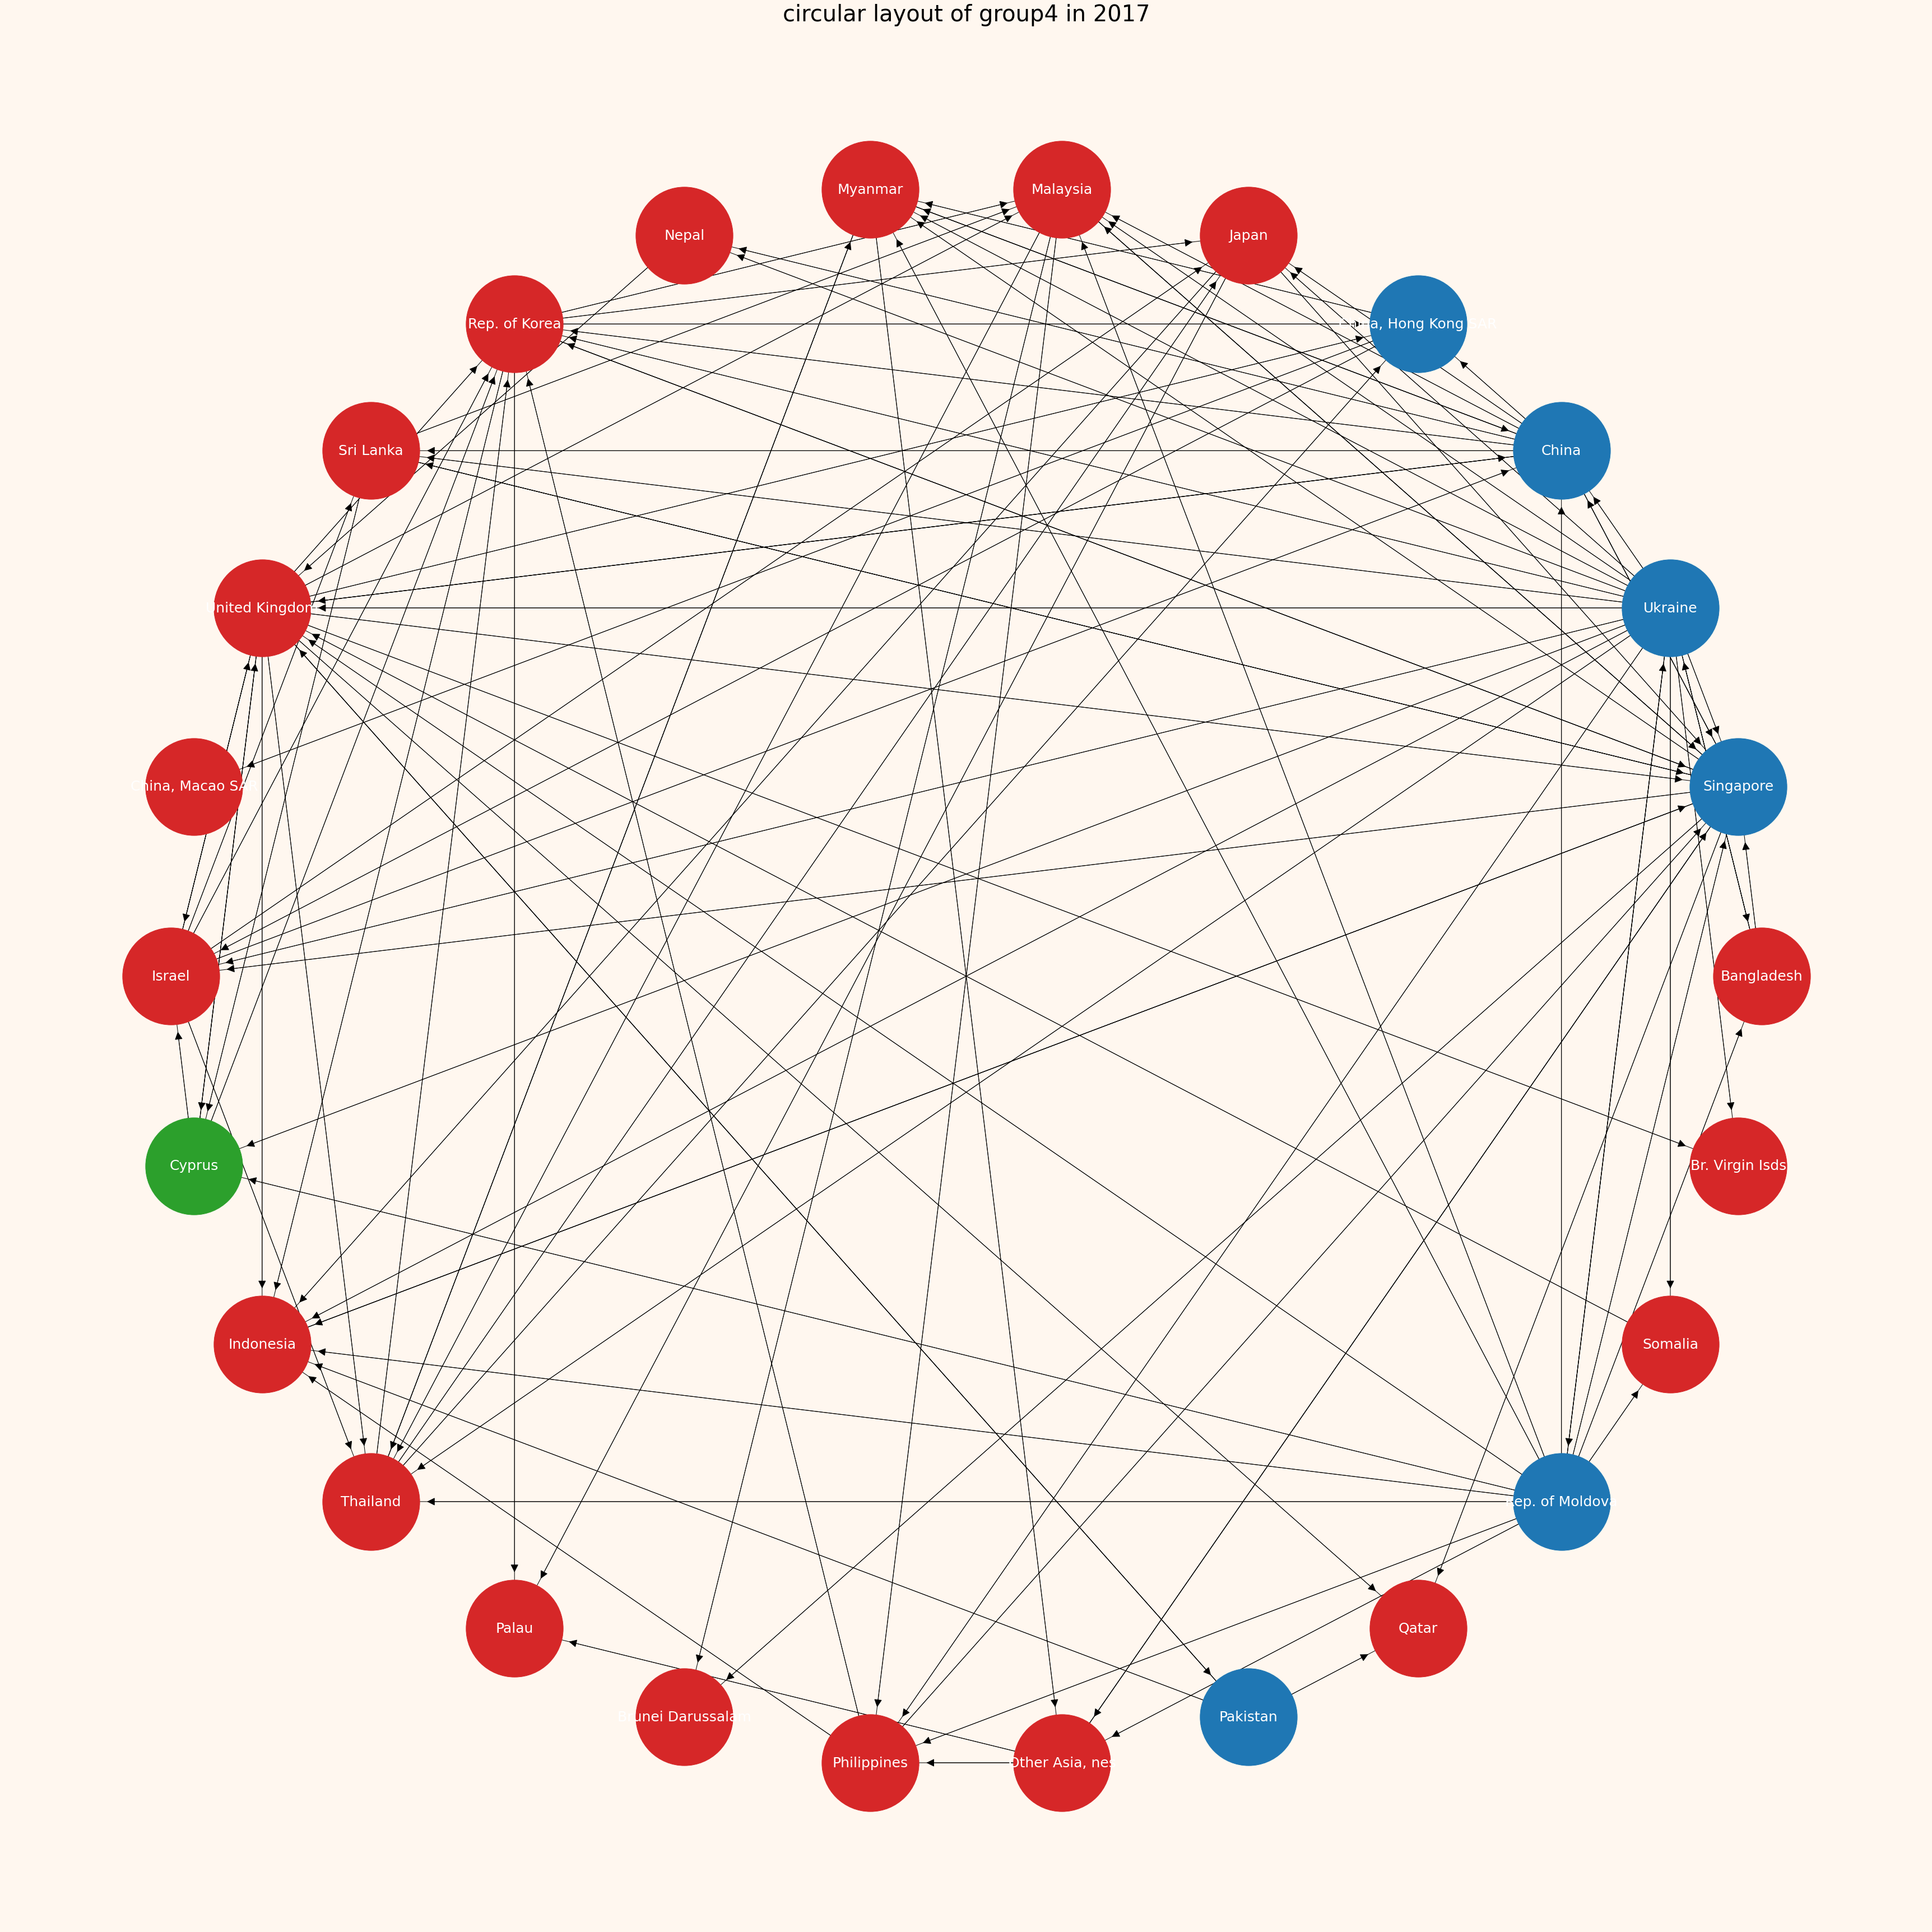 circular layout of group4 in 2017
Myanmar
Malaysia
Nepal
Japan
Rep. of Korea
China, Hong Kong SAR
Sri Lanka
China
United Kingdom
Ukraine
China, Macao SAR
Singapore
Israel
Bangladesh
Cyprus
Br. Virgin Isds
Indonesia
Somalia
Thailand
Rep. of Moldova
Palau
Qatar
Brunei Darussalam
Pakistan
Philippines
Other Asia, nes